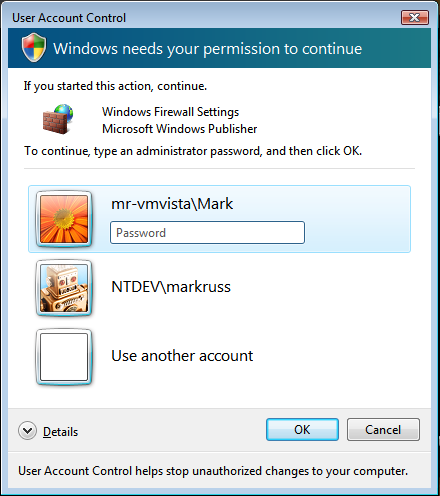 User Account Control
Windows needs your permission to continue
If you started this action, continue.
Windows Firewall Settings
Microsoft Windows Publisher
To continue, type an administrator password, and then click OK.
mr-vmvista\Mark
Password
NTDEV\markruss
Use another account
Details
OK
Cancel
User Account Control helps stop unauthorized changes to your computer.